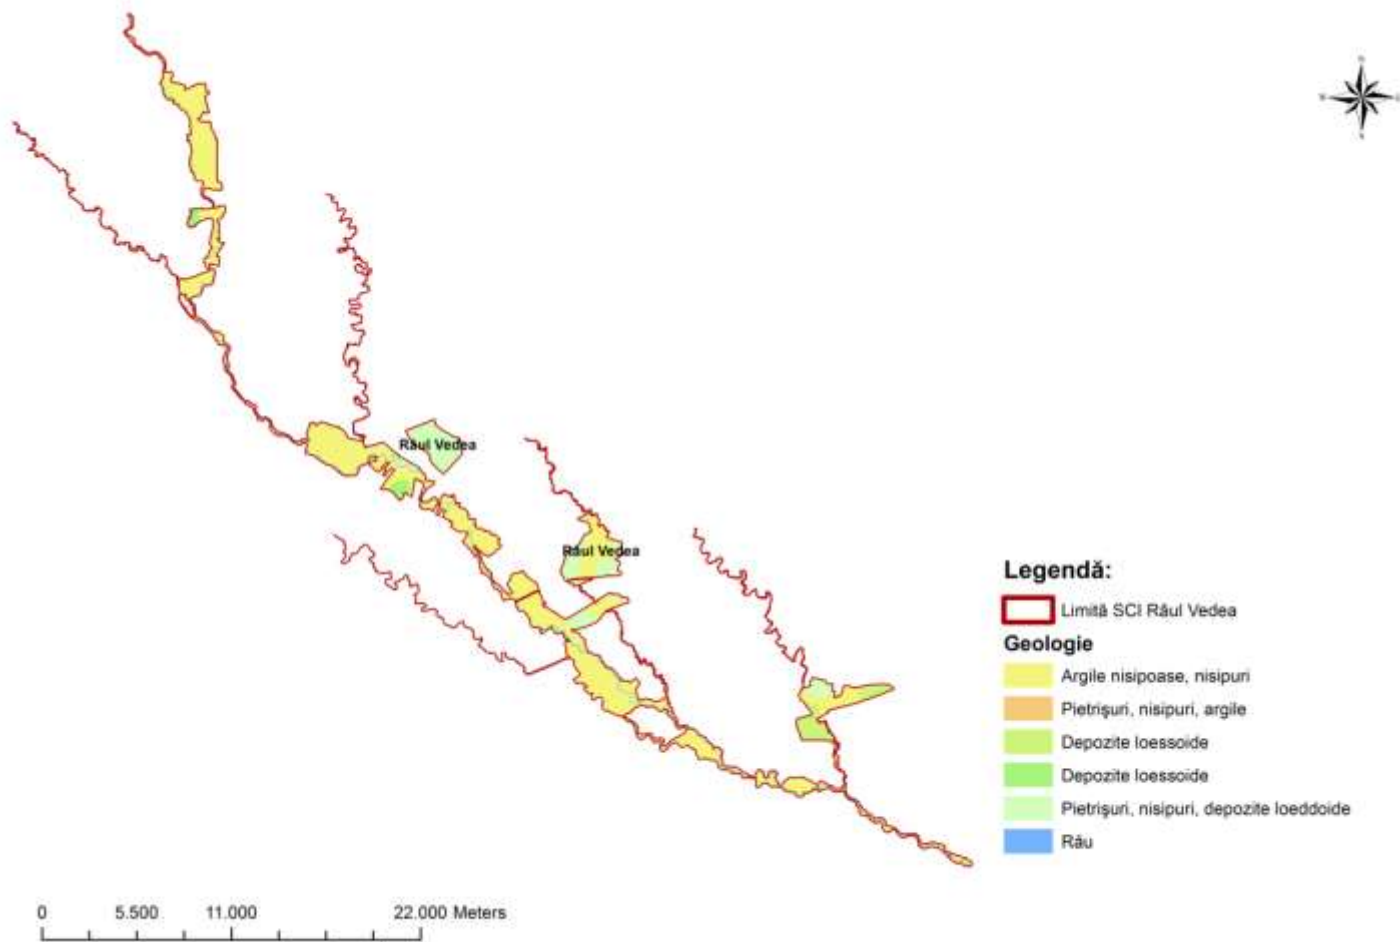 Râul Vedea
Râul Vedea
Legendă:
Limită SCI Râul Vedea
Geologie
Argile nisipoase, nisipuri
Pietrişuri, nisipuri, argile
Depozite loessoide
Depozite loessoide
Pietrişuri, nisipuri, depozite loeddoide
Râu
0 5.500 11.000 22.000 Meters